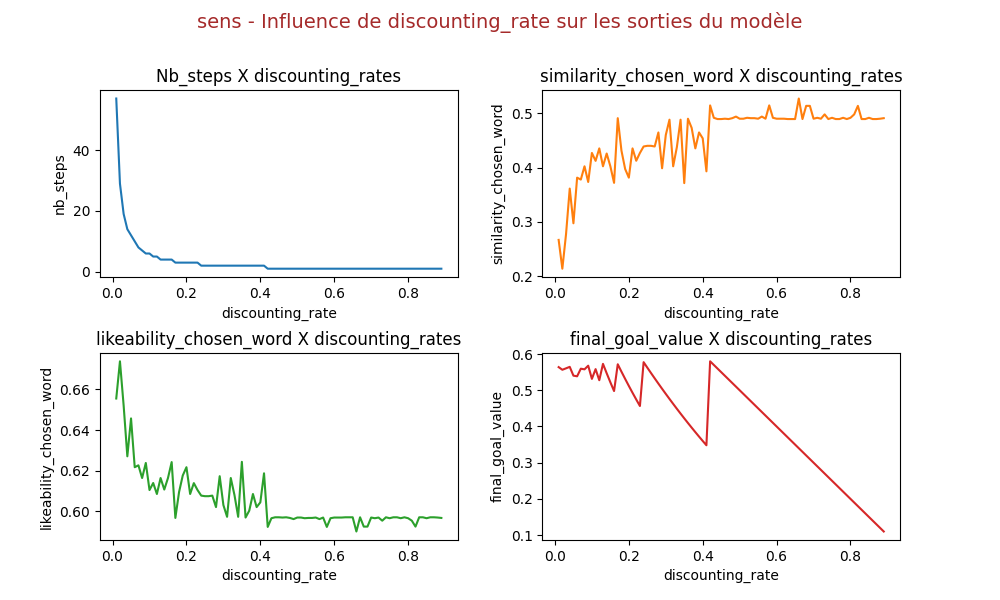 sens - Influence de discounting_rate sur les sorties du modèle
Nb_steps X discounting_rates
nb_steps
40
20
0
0.0 0.2 0.4 0.6 0.8
discounting_rate
similarity_chosen_word X discounting_rates
similarity_chosen_word
0.5
0.4
0.3
0.2
0.0 0.2 0.4 0.6 0.8
discounting_rate
likeability_chosen_word X discounting_rates
likeability_chosen_word
0.66
0.64
0.62
0.60
0.0 0.2 0.4 0.6 0.8
discounting_rate
final_goal_value X discounting_rates
final_goal_value
0.6
0.5
0.4
0.3
0.2
0.1
0.0 0.2 0.4 0.6 0.8
discounting_rate